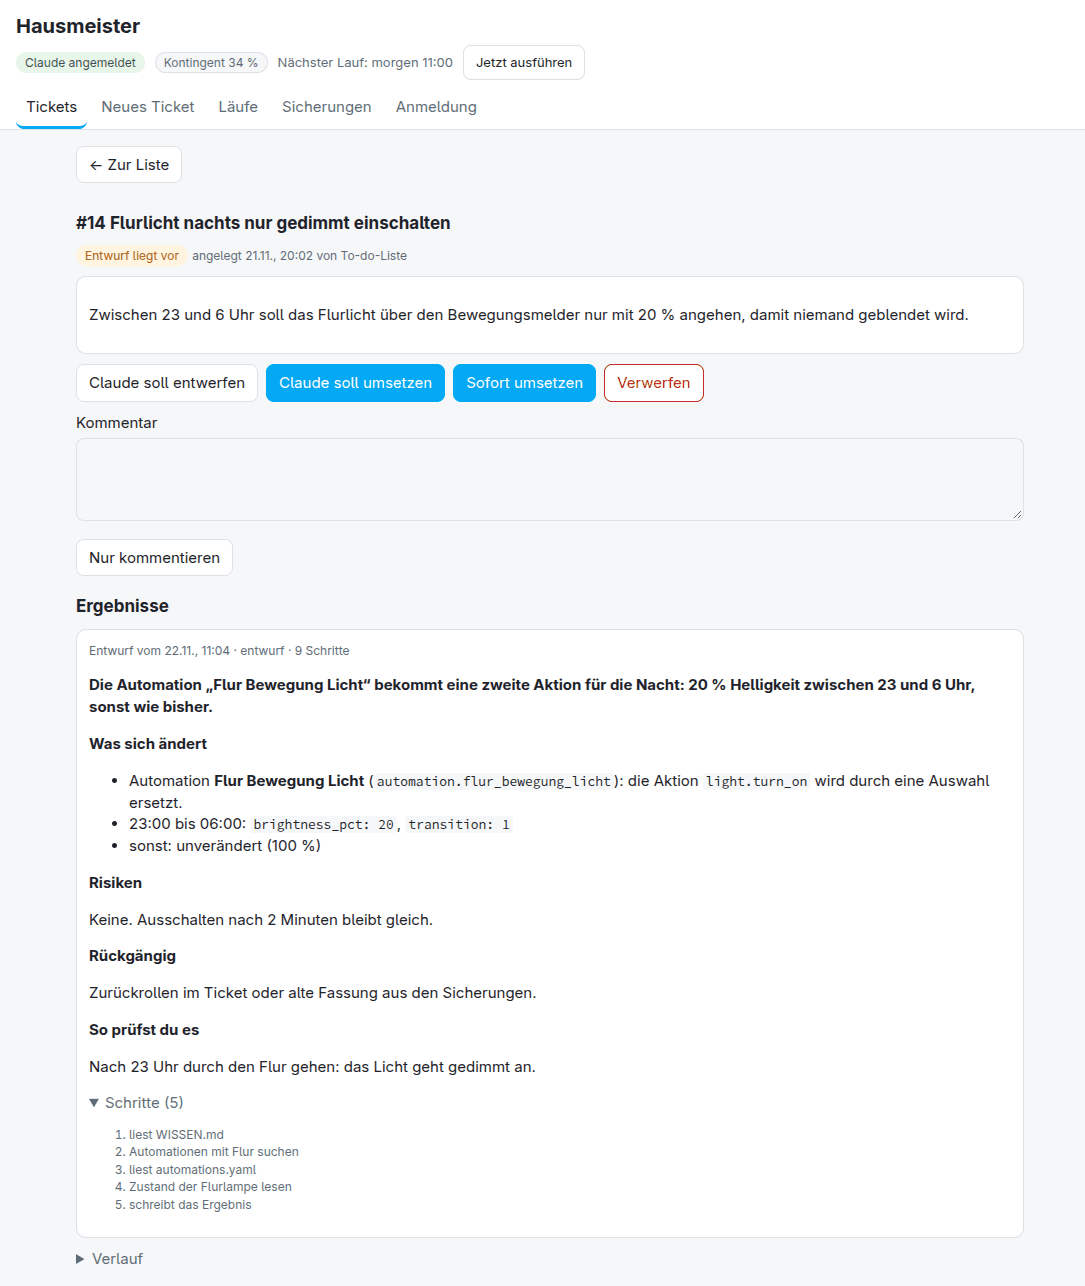 Hausmeister
Claude angemeldet Kontingent 34 % Nächster Lauf: morgen 11:00 Jetzt ausführen
Tickets Neues Ticket Läufe Sicherungen Anmeldung
← Zur Liste
#14 Flurlicht nachts nur gedimmt einschalten
Entwurf liegt vor angelegt 21.11., 20:02 von To-do-Liste
Zwischen 23 und 6 Uhr soll das Flurlicht über den Bewegungsmelder nur mit 20 % angehen, damit niemand geblendet wird.
Claude soll entwerfen Claude soll umsetzen Sofort umsetzen Verwerfen
Kommentar
Nur kommentieren
Ergebnisse
Entwurf vom 22.11., 11:04 · entwurf · 9 Schritte
Die Automation „Flur Bewegung Licht“ bekommt eine zweite Aktion für die Nacht: 20 % Helligkeit zwischen 23 und 6 Uhr,
sonst wie bisher.
Was sich ändert
• Automation Flur Bewegung Licht (automation.flur_bewegung_licht): die Aktion light.turn_on wird durch eine Auswahl
ersetzt.
• 23:00 bis 06:00: brightness_pct: 20, transition: 1
• sonst: unverändert (100 %)
Risiken
Keine. Ausschalten nach 2 Minuten bleibt gleich.
Rückgängig
Zurückrollen im Ticket oder alte Fassung aus den Sicherungen.
So prüfst du es
Nach 23 Uhr durch den Flur gehen: das Licht geht gedimmt an.
▼ Schritte (5)
1. liest WISSEN.md
2. Automationen mit Flur suchen
3. liest automations.yaml
4. Zustand der Flurlampe lesen
5. schreibt das Ergebnis
▶ Verlauf